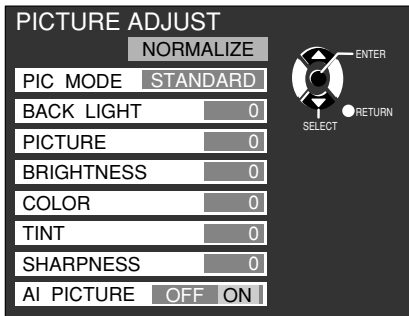 PICTURE ADJUST
NORMALIZE
ENTER
PIC MODE STANDARD
BACK LIGHT 0
RETURN
SELECT
PICTURE 0
BRIGHTNESS 0
COLOR 0
TINT 0
SHARPNESS 0
AI PICTURE OFF ON